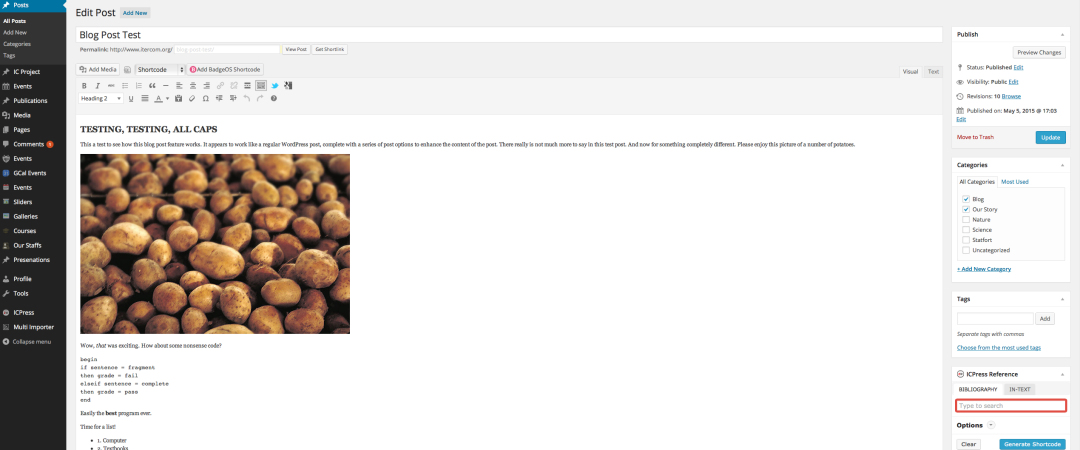 Posts
All Posts
Add New
Categories
Tags
IC Project
Events
Publications
Media
Pages
Comments 1
Events
GCal Events
Events
Sliders
Galleries
Courses
Our Staffs
Presenations
Profile
Tools
ICPress
Multi Importer
Collapse menu
Edit Post Add New
Blog Post Test
Permalink: http://www.itercom.org/ blog-post-test/ View Post Get Shortlink
Add Media Shortcode Add BadgeOS Shortcode
Visual Text
B I ABC
Heading 2 U A Ω
TESTING, TESTING, ALL CAPS
This a test to see how this blog post feature works. It appears to work like a regular WordPress post, complete with a series of post options to enhance the content of the post. There really is not much more to say in this test post. And now for something completely different. Please enjoy this picture of a number of potatoes.
Wow, that was exciting. How about some nonsense code?
begin
if sentence = fragment
then grade = fail
elseif sentence = complete
then grade = pass
end
Easily the best program ever.
Time for a list!
1. Computer
2. Textbooks
Publish
Preview Changes
Status: Published Edit
Visibility: Public Edit
Revisions: 10 Browse
Published on: May 5, 2015 @ 17:03
Edit
Move to Trash Update
Categories
All Categories Most Used
Blog
Our Story
Nature
Science
Statfort
Uncategorized
+ Add New Category
Tags
Add
Separate tags with commas
Choose from the most used tags
ICPress Reference
BIBLIOGRAPHY IN-TEXT
Type to search
Options
Clear Generate Shortcode